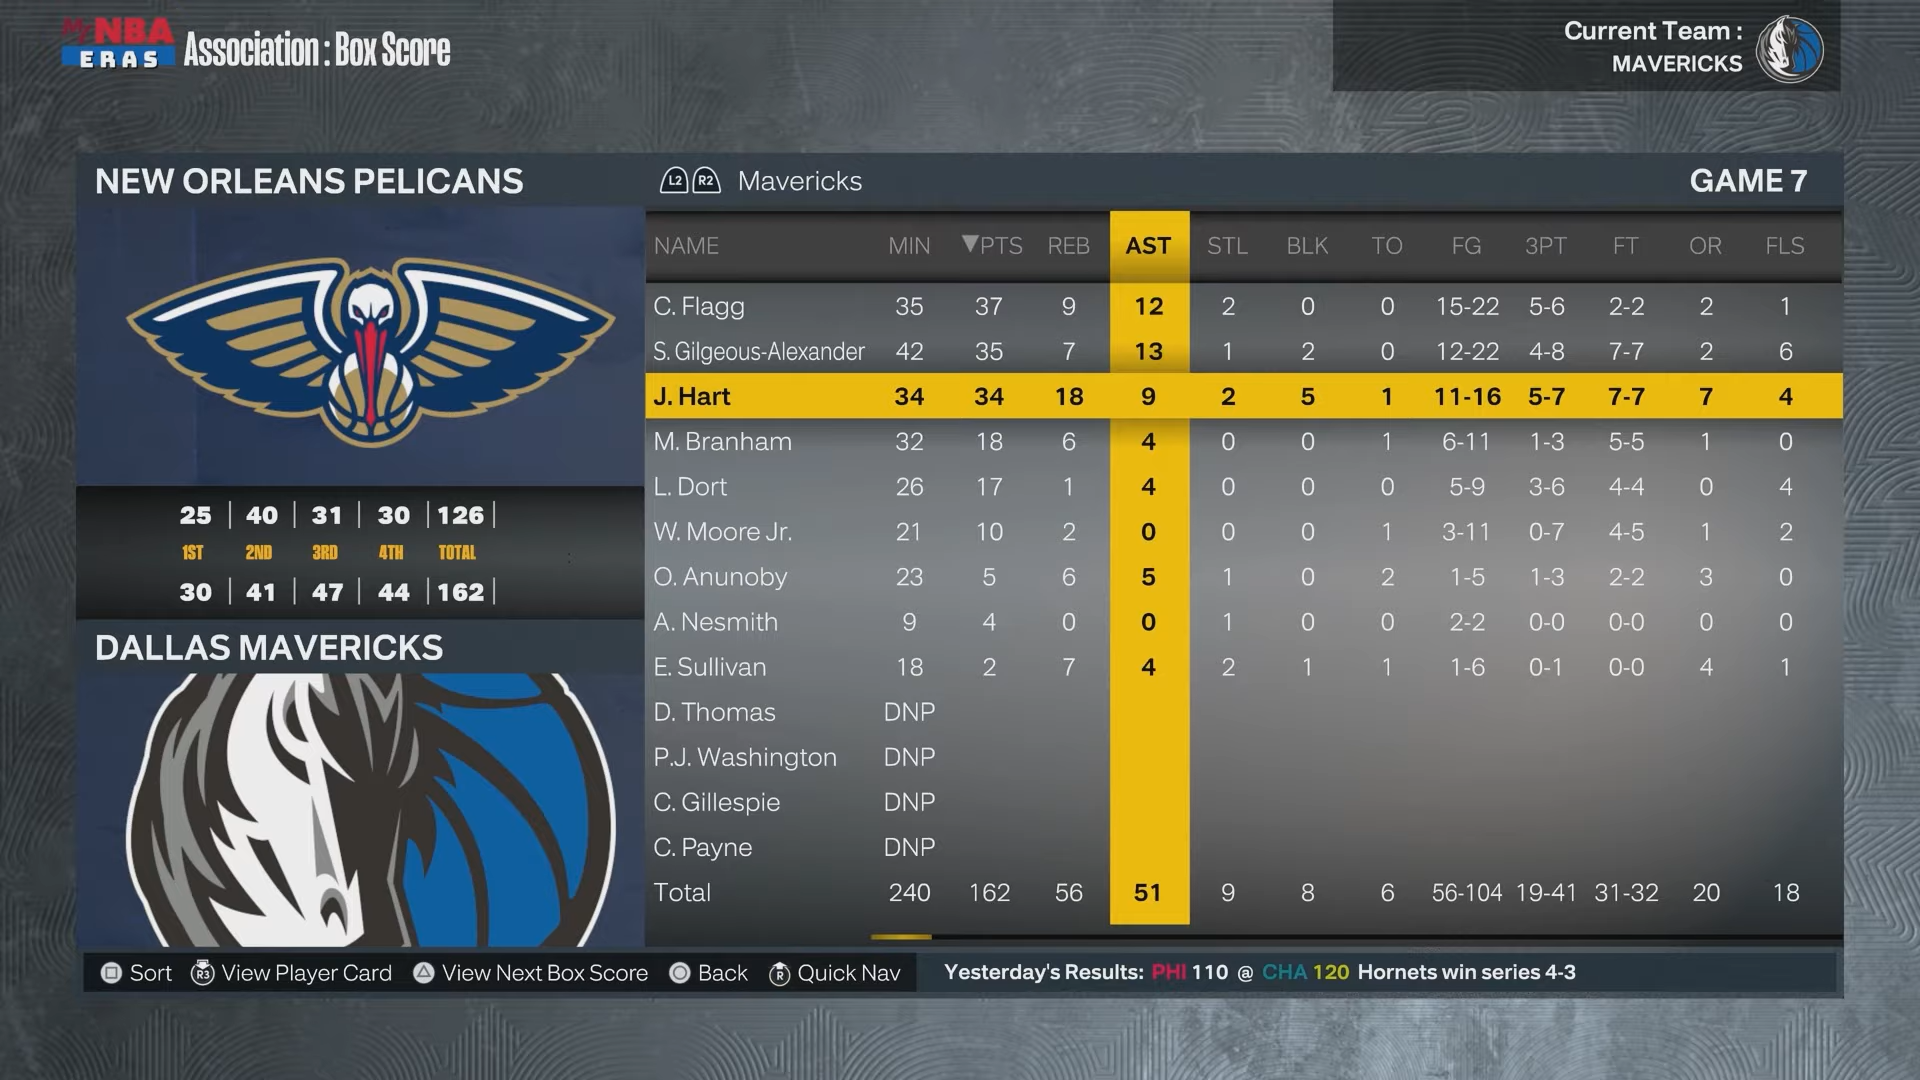 My NBA ERAS Association : Box Score
Current Team :
MAVERICKS
NEW ORLEANS PELICANS
25 | 40 | 31 | 30 | 126 |
1ST 2ND 3RD 4TH TOTAL
30 | 41 | 47 | 44 | 162 |
DALLAS MAVERICKS
L2 R2 Mavericks GAME 7
NAME MIN ▼PTS REB AST STL BLK TO FG 3PT FT OR FLS
C. Flagg 35 37 9 12 2 0 0 15-22 5-6 2-2 2 1
S. Gilgeous-Alexander 42 35 7 13 1 2 0 12-22 4-8 7-7 2 6
J. Hart 34 34 18 9 2 5 1 11-16 5-7 7-7 7 4
M. Branham 32 18 6 4 0 0 1 6-11 1-3 5-5 1 0
L. Dort 26 17 1 4 0 0 0 5-9 3-6 4-4 0 4
W. Moore Jr. 21 10 2 0 0 0 1 3-11 0-7 4-5 1 2
O. Anunoby 23 5 6 5 1 0 2 1-5 1-3 2-2 3 0
A. Nesmith 9 4 0 0 1 0 0 2-2 0-0 0-0 0 0
E. Sullivan 18 2 7 4 2 1 1 1-6 0-1 0-0 4 1
D. Thomas DNP
P.J. Washington DNP
C. Gillespie DNP
C. Payne DNP
Total 240 162 56 51 9 8 6 56-104 19-41 31-32 20 18
Sort R3 View Player Card View Next Box Score Back R Quick Nav
Yesterday's Results: PHI 110 @ CHA 120 Hornets win series 4-3